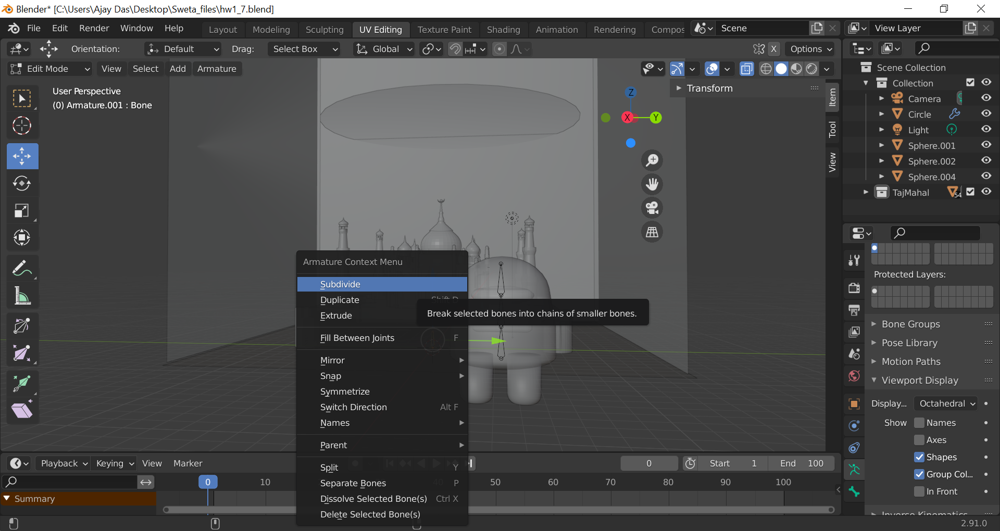 Blender* [C:\Users\Ajay Das\Desktop\Sweta_files\hw1_7.blend]
File Edit Render Window Help Layout Modeling Sculpting UV Editing Texture Paint Shading Animation Rendering Compos Scene View Layer
Orientation: Default Drag: Select Box Global X Options
Edit Mode View Select Add Armature
User Perspective
(0) Armature.001 : Bone
Transform
Item
Tool
View
Z
X
Y
Scene Collection
Collection
Camera
Circle
Light
Sphere.001
Sphere.002
Sphere.004
TajMahal 54
Armature Context Menu
Subdivide
Duplicate Shift D
Extrude
Fill Between Joints F
Mirror
Snap
Symmetrize
Switch Direction Alt F
Names
Parent
Split Y
Separate Bones P
Dissolve Selected Bone(s) Ctrl X
Delete Selected Bone(s)
Break selected bones into chains of smaller bones.
Protected Layers:
Bone Groups
Pose Library
Motion Paths
Viewport Display
Display... Octahedral
Show Names
Axes
Shapes
Group Col...
In Front
Inverse Kinematics
Playback Keying View Marker 0 Start 1 End 100
0 10 40 50 60 70 80 90 100
Summary
2.91.0